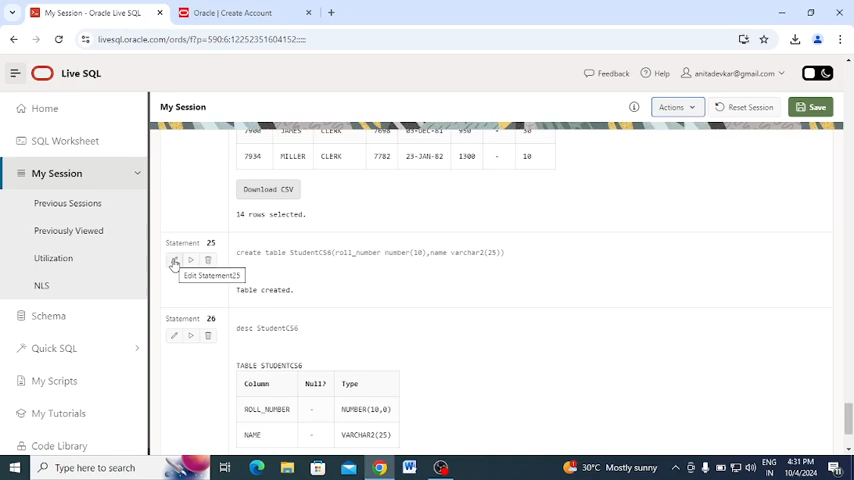 My Session - Oracle Live SQL
Oracle | Create Account
livesql.oracle.com/ords/f?p=590:6:12252351604152:::::
Live SQL
Feedback
Help
anitadevkar@gmail.com
Home
SQL Worksheet
My Session
Previous Sessions
Previously Viewed
Utilization
NLS
Schema
Quick SQL
My Scripts
My Tutorials
Code Library
My Session
Actions
Reset Session
Save
7900 JAMES CLERK 7698 03-DEC-81 950 - 30
7934 MILLER CLERK 7782 23-JAN-82 1300 - 10
Download CSV
14 rows selected.
Statement 25
create table StudentCS6(roll_number number(10),name varchar2(25))
Edit Statement25
Table created.
Statement 26
desc StudentCS6
TABLE STUDENTCS6
Column Null? Type
ROLL_NUMBER - NUMBER(10,0)
NAME - VARCHAR2(25)
Type here to search
30°C Mostly sunny
ENG
IN
4:31 PM
10/4/2024
11